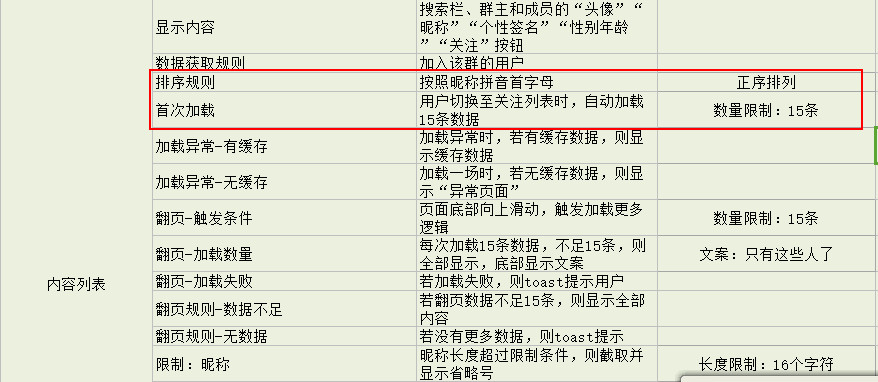 搜索栏、群主和成员的“头像”“
显示内容
昵称”“个性签名”“性别年龄
”“关注”按钮
数据获取规则
加入该群的用户
排序规则
按照昵称拼音首字母
正序排列
首次加载
用户切换至关注列表时，自动加载
15条数据
数量限制：15条
加载异常-有缓存
加载异常时，若有缓存数据，则显
示缓存数据
加载异常-无缓存
加载一场时，若无缓存数据，则显
示“异常页面”
翻页-触发条件
页面底部向上滑动，触发加载更多
逻辑
数量限制：15条
翻页-加载数量
每次加载15条数据，不足15条，则
全部显示，底部显示文案
文案：只有这些人了
内容列表
翻页-加载失败
若加载失败，则toast提示用户
翻页规则-数据不足
若翻页数据不足15条，则显示全部
内容
翻页规则-无数据
若没有更多数据，则toast提示
限制：昵称
昵称长度超过限制条件，则截取并
显示省略号
长度限制：16个字符